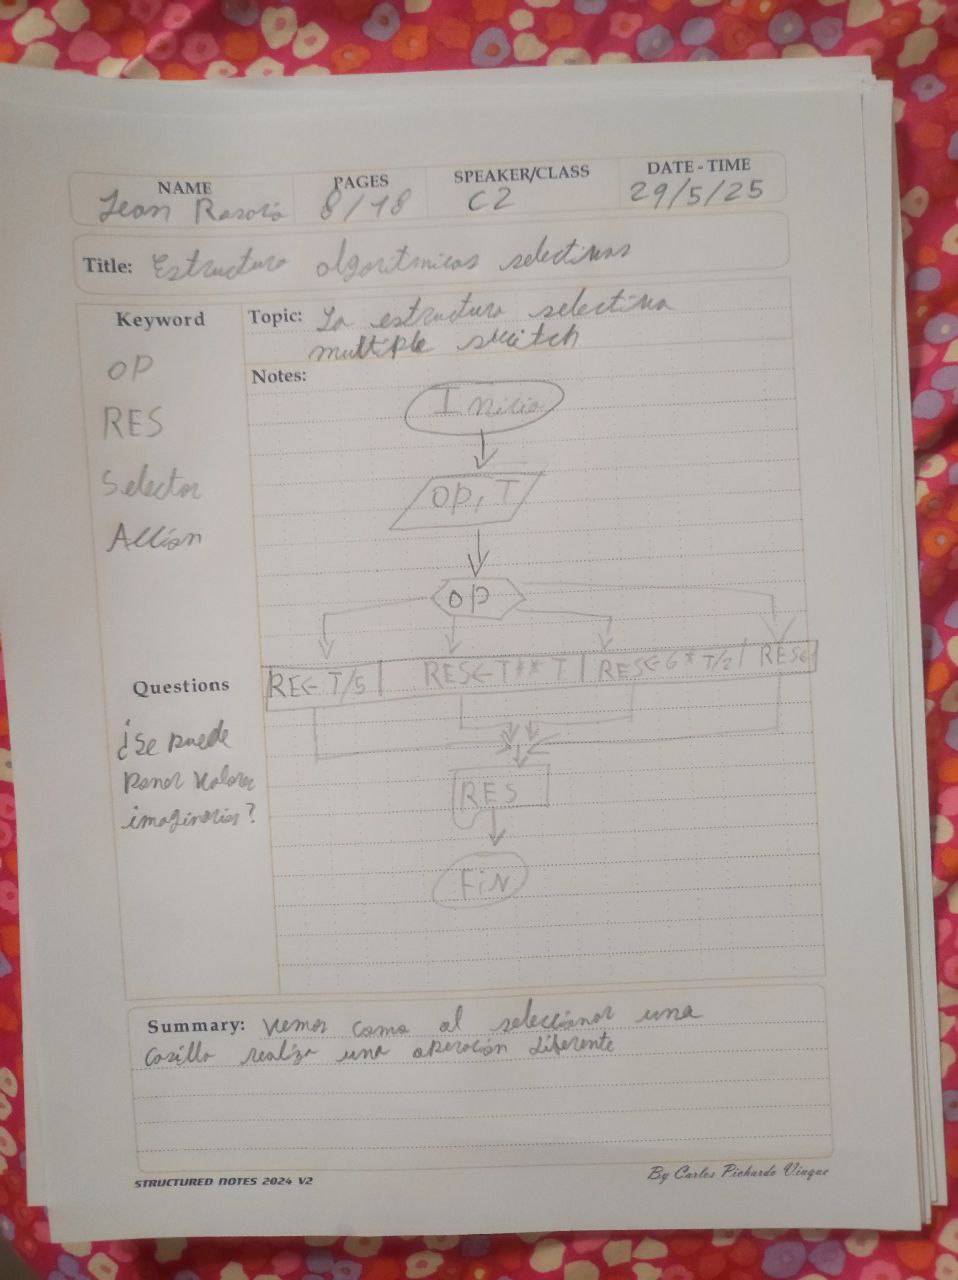 NAME
PAGES
SPEAKER/CLASS
DATE - TIME
Jean Rosario
8/18
C2
29/5/25
Title: Estructura algoritmicas selectivas
Keyword
OP
RES
Selector
Acción
Topic: La estructura selectiva
multiple switch
Notes:
Inicio
OP, T
OP
RE← T/5
RES← T** T
RES← 6* T/2
RES←
RES
FiN
Questions
¿Se puede
poner valores
imaginarios?
Summary: Vemos como al seleccionar una
casilla realiza una operación diferente
STRUCTURED NOTES 2024 V2
By Carlos Pichardo Viuque